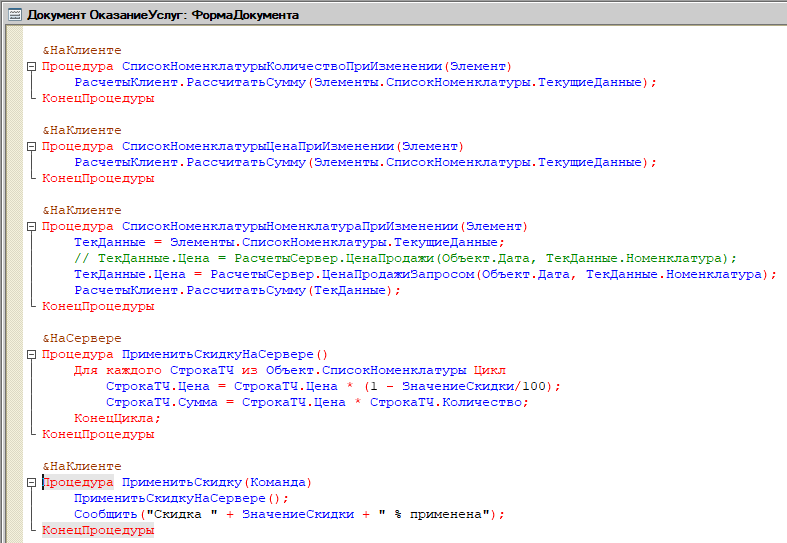 Документ ОказаниеУслуг: ФормаДокумента
&НаКлиенте
Процедура СписокНоменклатурыКоличествоПриИзменении(Элемент)
РасчетыКлиент.РассчитатьСумму(Элементы.СписокНоменклатуры.ТекущиеДанные);
КонецПроцедуры
&НаКлиенте
Процедура СписокНоменклатурыЦенаПриИзменении(Элемент)
РасчетыКлиент.РассчитатьСумму(Элементы.СписокНоменклатуры.ТекущиеДанные);
КонецПроцедуры
&НаКлиенте
Процедура СписокНоменклатурыНоменклатураПриИзменении(Элемент)
ТекДанные = Элементы.СписокНоменклатуры.ТекущиеДанные;
// ТекДанные.Цена = РасчетыСервер.ЦенаПродажи(Объект.Дата, ТекДанные.Номенклатура);
ТекДанные.Цена = РасчетыСервер.ЦенаПродажиЗапросом(Объект.Дата, ТекДанные.Номенклатура);
РасчетыКлиент.РассчитатьСумму(ТекДанные);
КонецПроцедуры
&НаСервере
Процедура ПрименитьСкидкуНаСервере()
Для каждого СтрокаТЧ из Объект.СписокНоменклатуры Цикл
СтрокаТЧ.Цена = СтрокаТЧ.Цена * (1 - ЗначениеСкидки/100);
СтрокаТЧ.Сумма = СтрокаТЧ.Цена * СтрокаТЧ.Количество;
КонецЦикла;
КонецПроцедуры
&НаКлиенте
Процедура ПрименитьСкидку(Команда)
ПрименитьСкидкуНаСервере();
Сообщить("Скидка " + ЗначениеСкидки + " % применена");
КонецПроцедуры